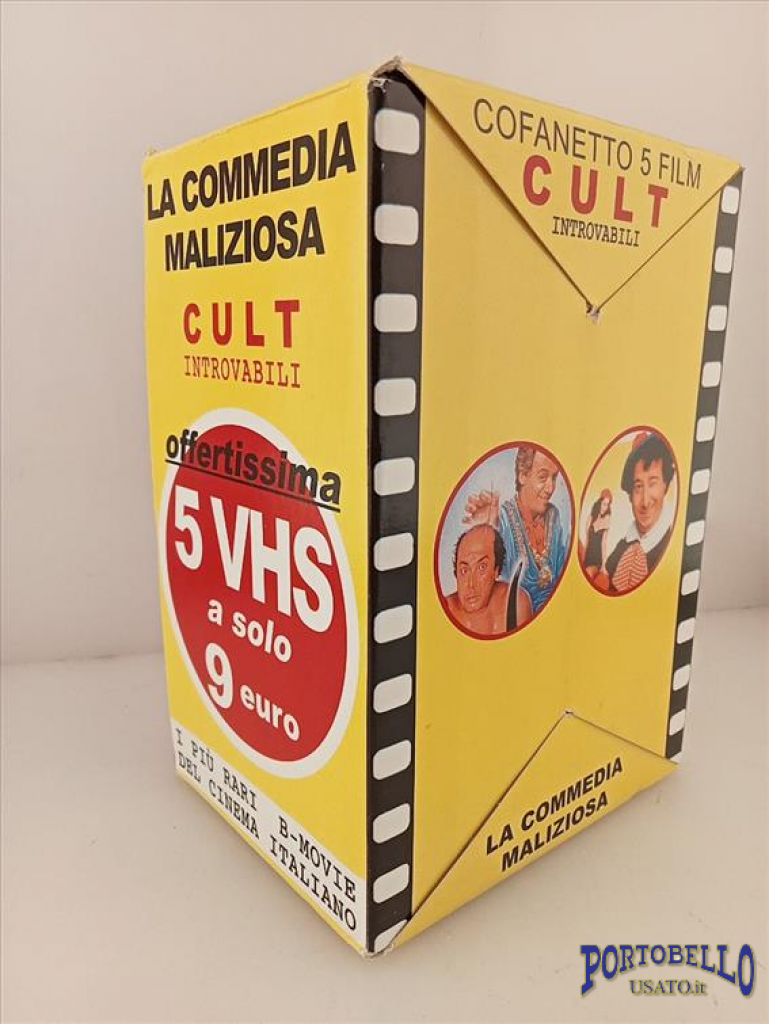 LA COMMEDIA
MALIZIOSA
CULT
INTROVABILI
offertissima
5 VHS
a solo
9 euro
I PIÙ RARI B-MOVIE
DEL CINEMA ITALIANO
COFANETTO 5 FILM
CULT
INTROVABILI
LA COMMEDIA
MALIZIOSA
PORTOBELLO
USATO.it